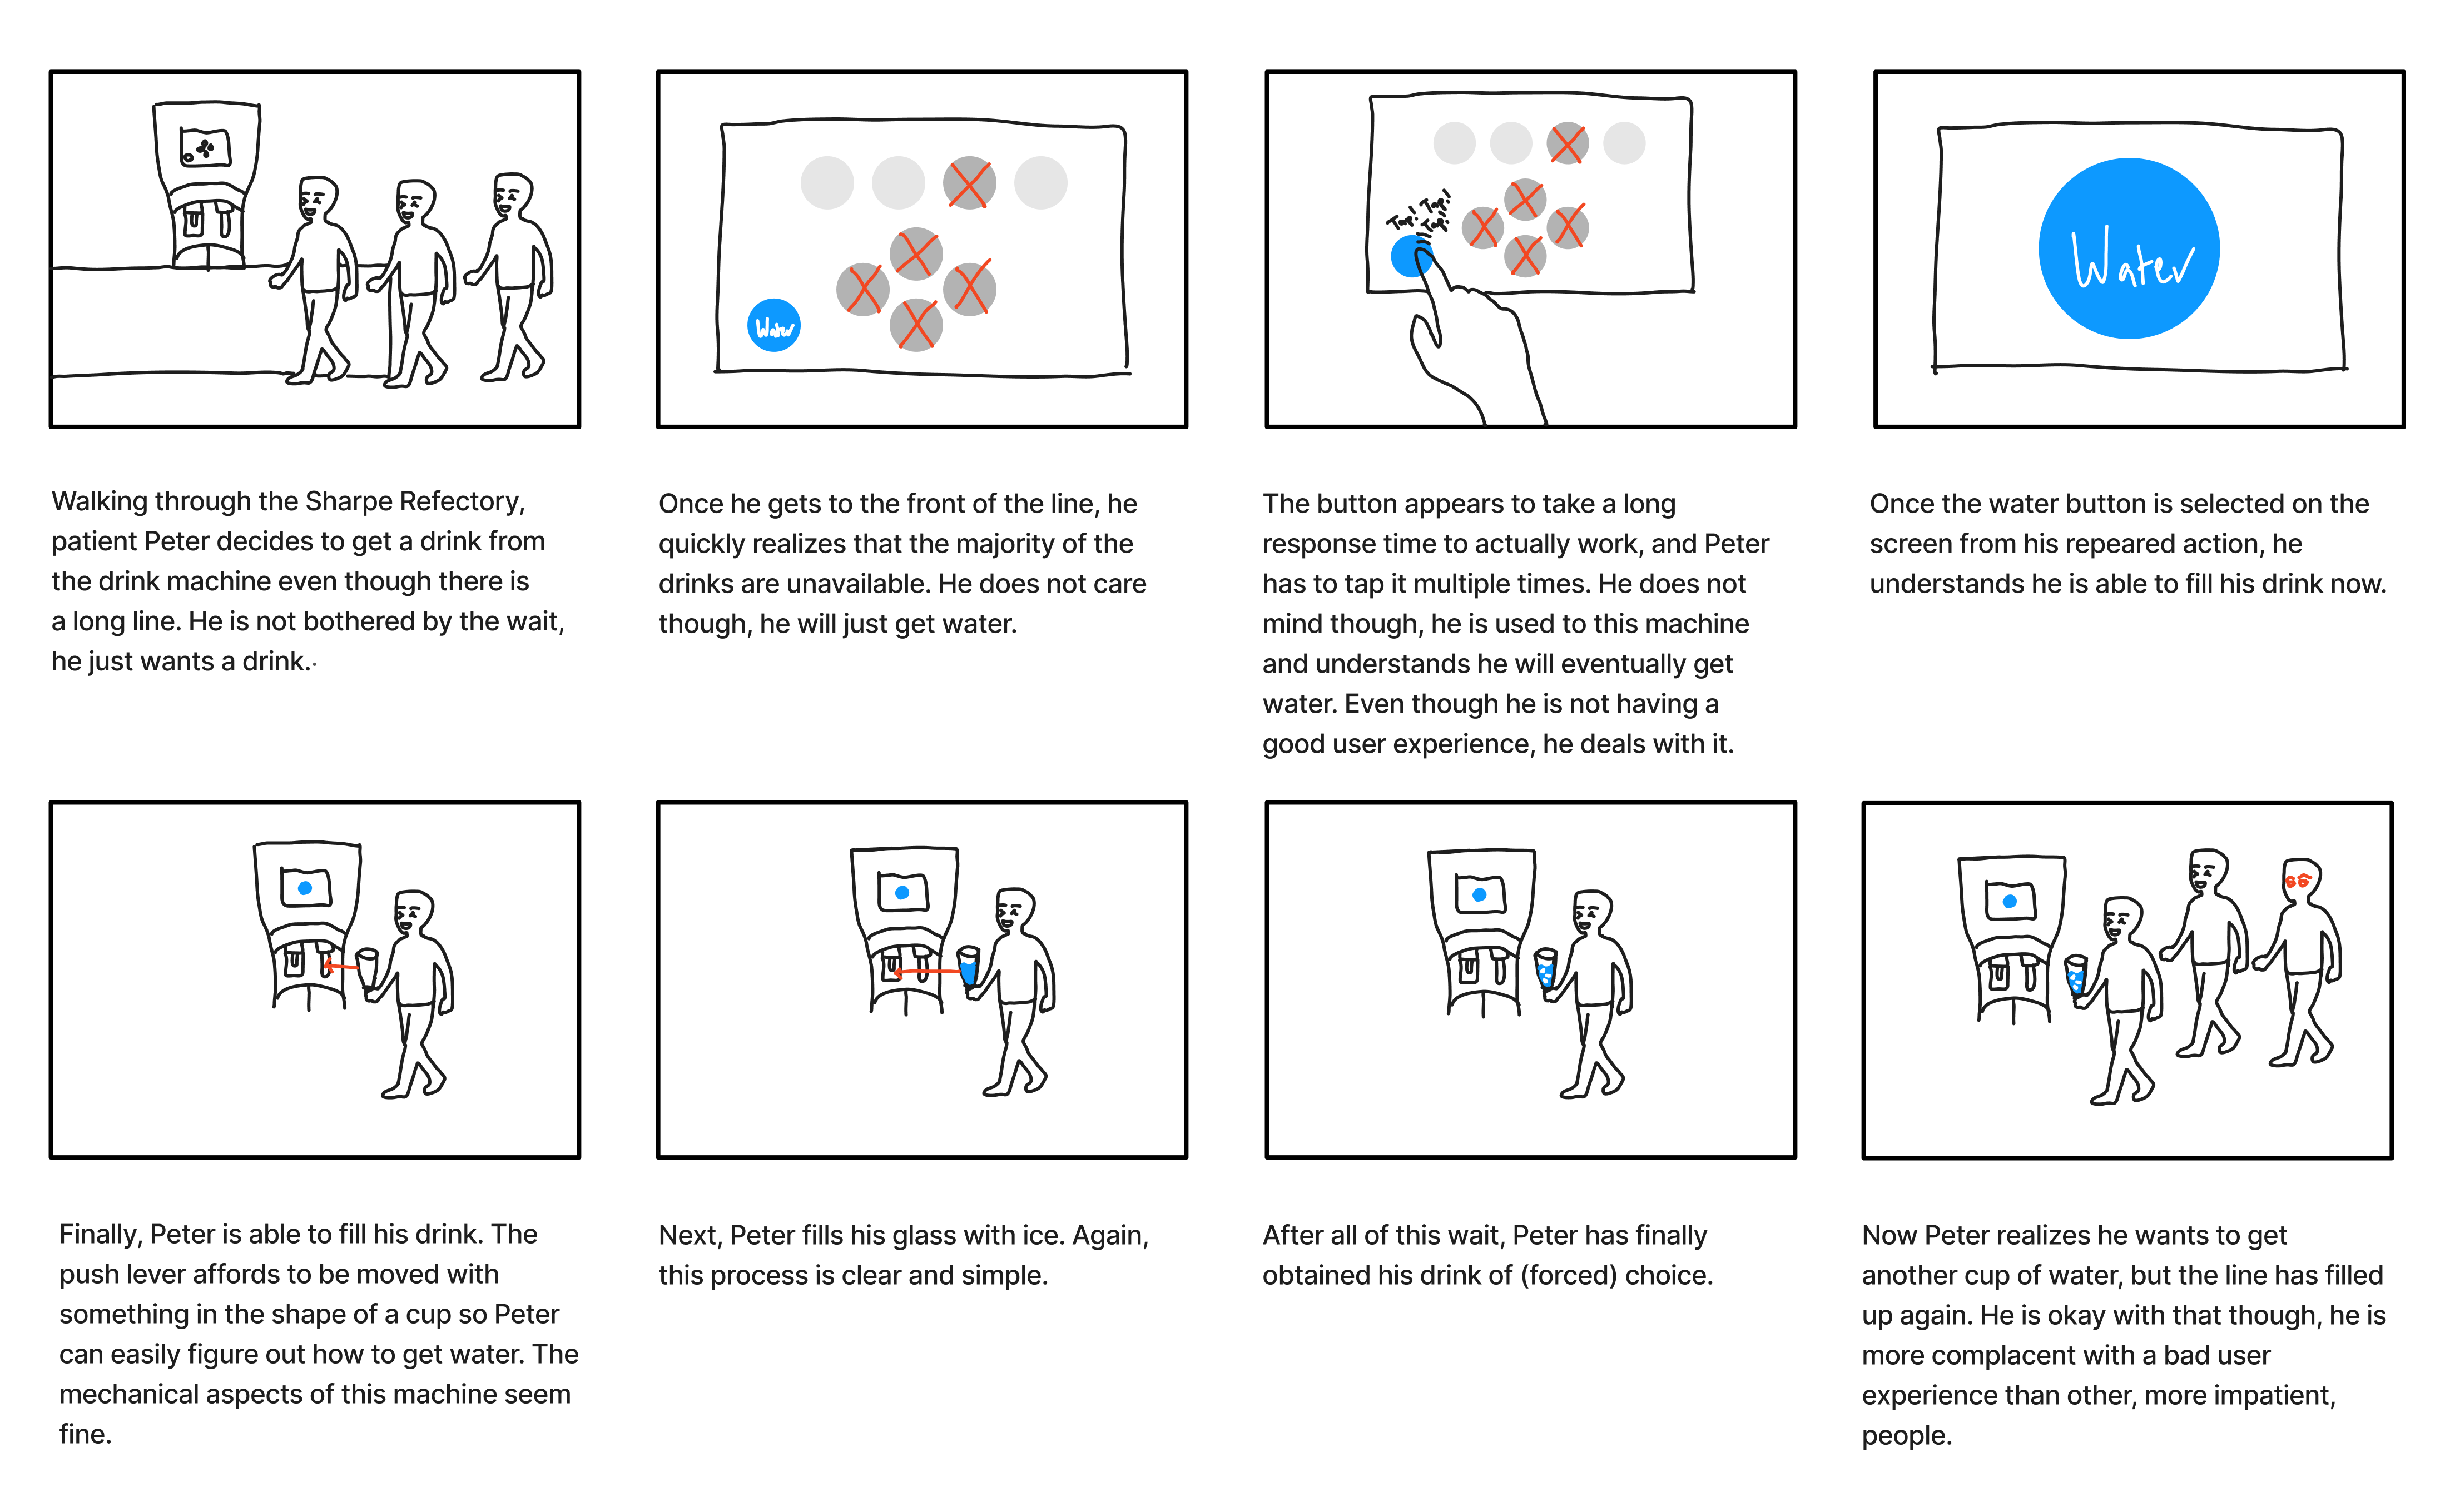 Water
Tap! Tap!
Tap!
Water
Walking through the Sharpe Refectory,
patient Peter decides to get a drink from
the drink machine even though there is
a long line. He is not bothered by the wait,
he just wants a drink.·
Once he gets to the front of the line, he
quickly realizes that the majority of the
drinks are unavailable. He does not care
though, he will just get water.
The button appears to take a long
response time to actually work, and Peter
has to tap it multiple times. He does not
mind though, he is used to this machine
and understands he will eventually get
water. Even though he is not having a
good user experience, he deals with it.
Once the water button is selected on the
screen from his repeared action, he
understands he is able to fill his drink now.
Finally, Peter is able to fill his drink. The
push lever affords to be moved with
something in the shape of a cup so Peter
can easily figure out how to get water. The
mechanical aspects of this machine seem
fine.
Next, Peter fills his glass with ice. Again,
this process is clear and simple.
After all of this wait, Peter has finally
obtained his drink of (forced) choice.
Now Peter realizes he wants to get
another cup of water, but the line has filled
up again. He is okay with that though, he is
more complacent with a bad user
experience than other, more impatient,
people.